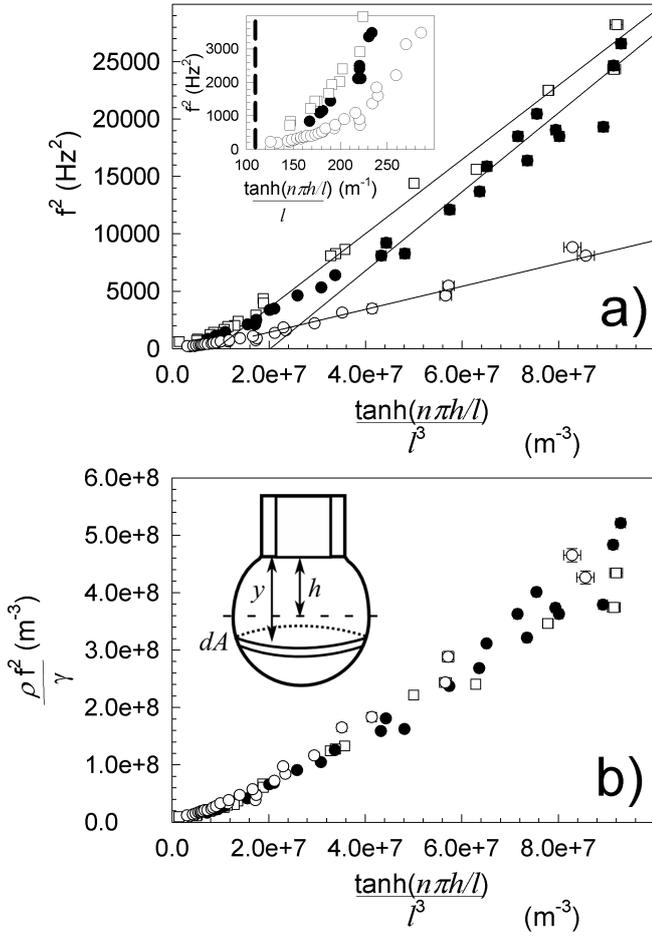 25000
20000
15000
10000
5000
0
f² (Hz²)
3000
2000
1000
0
f² (Hz²)
100 150 200 250
tanh(nπh/l) (m⁻¹)
l
a)
0.0 2.0e+7 4.0e+7 6.0e+7 8.0e+7
tanh(nπh/l)
l³ (m⁻³)
6.0e+8
5.0e+8
4.0e+8
3.0e+8
2.0e+8
1.0e+8
0.0
ρ f² (m⁻³)
γ
y
h
dA
b)
0.0 2.0e+7 4.0e+7 6.0e+7 8.0e+7
tanh(nπh/l)
l³ (m⁻³)